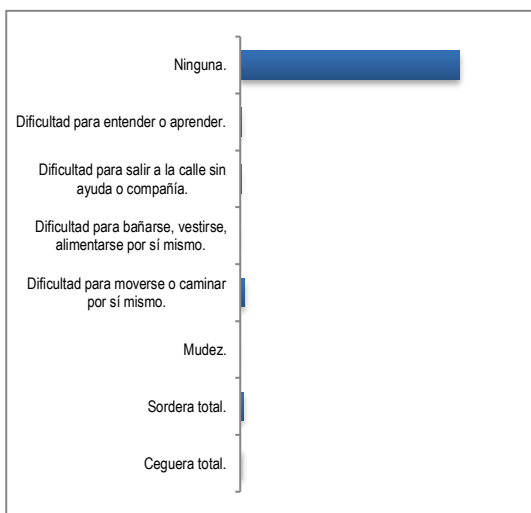 Ninguna.
Dificultad para entender o aprender.
Dificultad para salir a la calle sin
ayuda o compañía.
Dificultad para bañarse, vestirse,
alimentarse por sí mismo.
Dificultad para moverse o caminar
por sí mismo.
Mudez.
Sordera total.
Ceguera total.